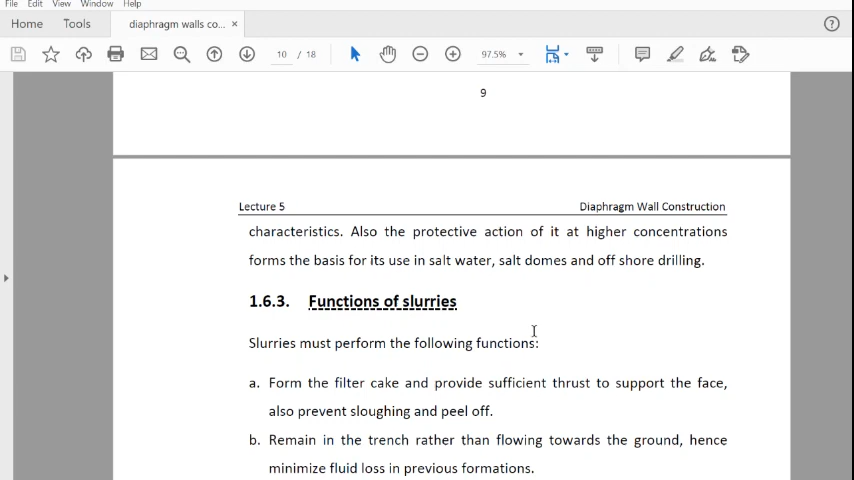 File Edit View Window Help
Home Tools diaphragm walls co... ×
10 / 18 97.5%
9
Lecture 5 Diaphragm Wall Construction
characteristics. Also the protective action of it at higher concentrations
forms the basis for its use in salt water, salt domes and off shore drilling.
1.6.3. Functions of slurries
Slurries must perform the following functions:
a. Form the filter cake and provide sufficient thrust to support the face,
also prevent sloughing and peel off.
b. Remain in the trench rather than flowing towards the ground, hence
minimize fluid loss in previous formations.